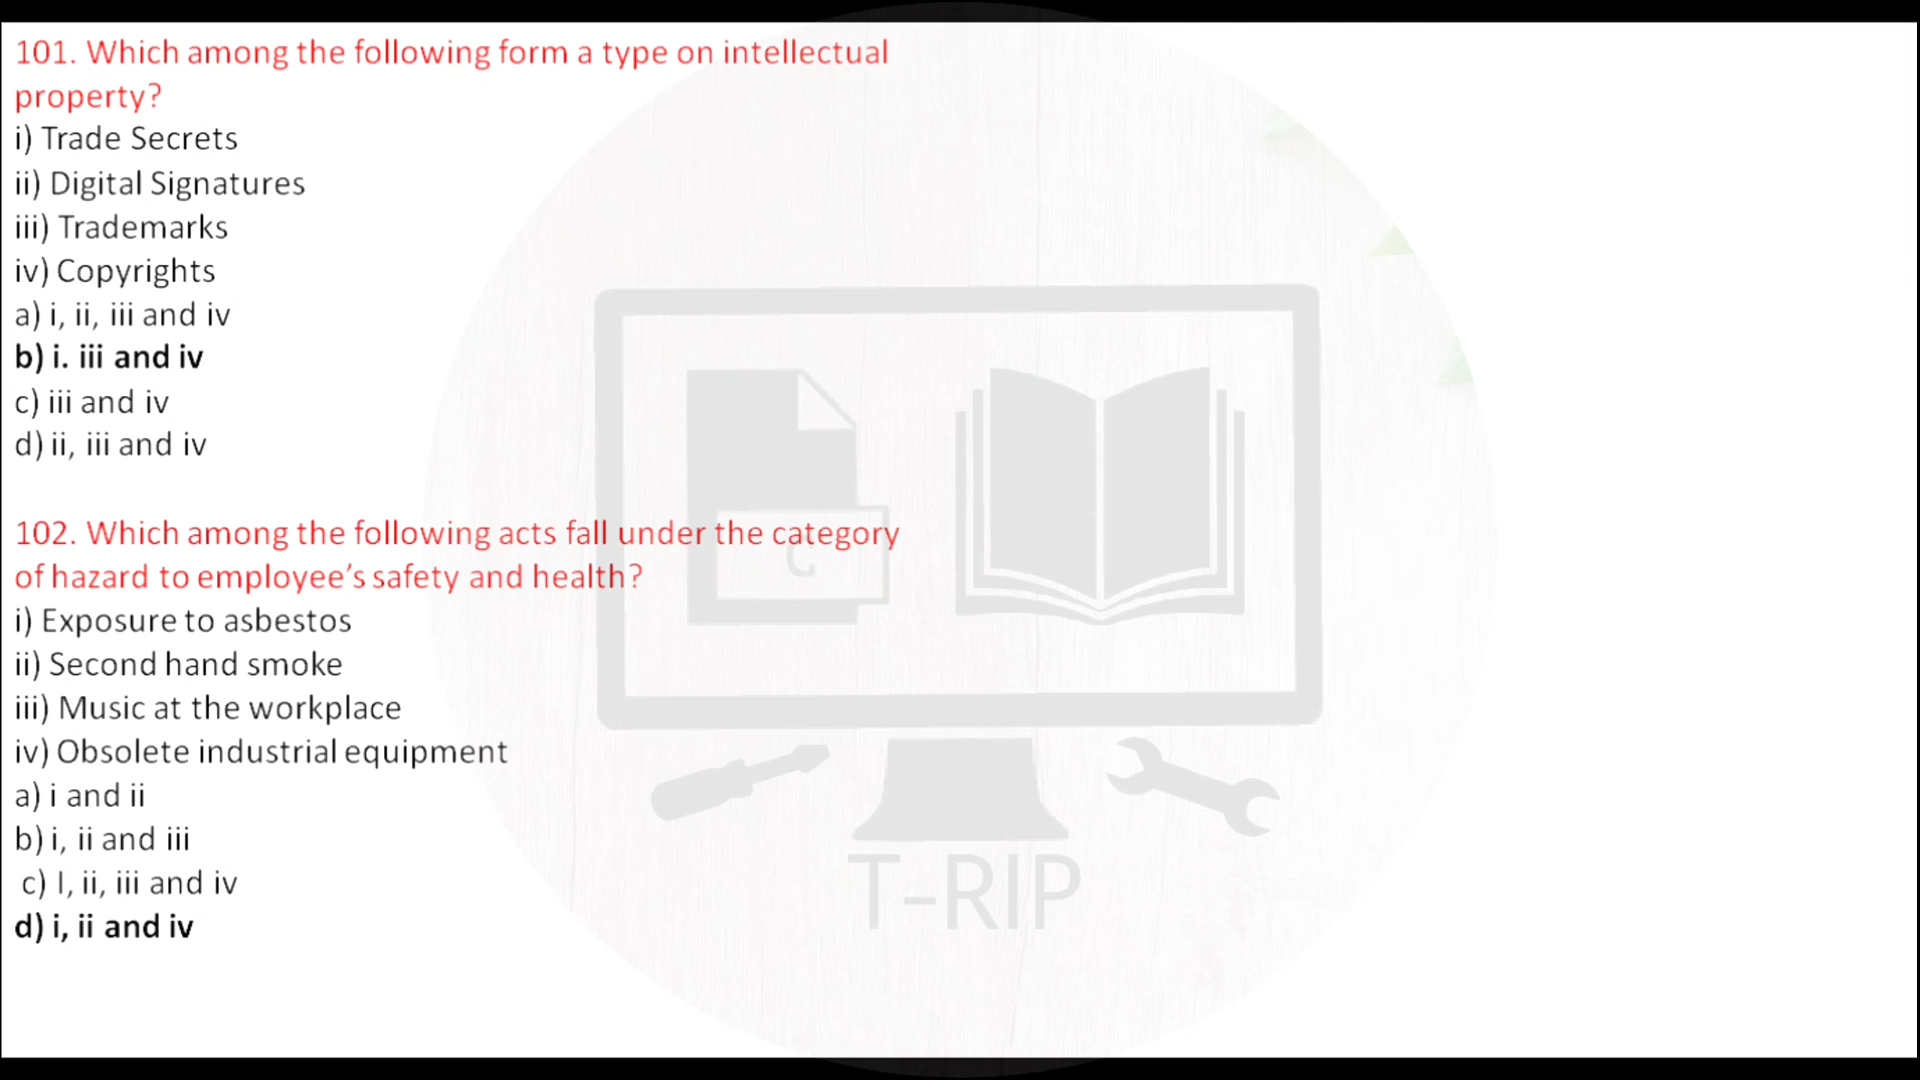 101. Which among the following form a type on intellectual
property?
i) Trade Secrets
ii) Digital Signatures
iii) Trademarks
iv) Copyrights
a) i, ii, iii and iv
b) i. iii and iv
c) iii and iv
d) ii, iii and iv
102. Which among the following acts fall under the category
of hazard to employee’s safety and health?
i) Exposure to asbestos
ii) Second hand smoke
iii) Music at the workplace
iv) Obsolete industrial equipment
a) i and ii
b) i, ii and iii
c) I, ii, iii and iv
d) i, ii and iv
T-RIP